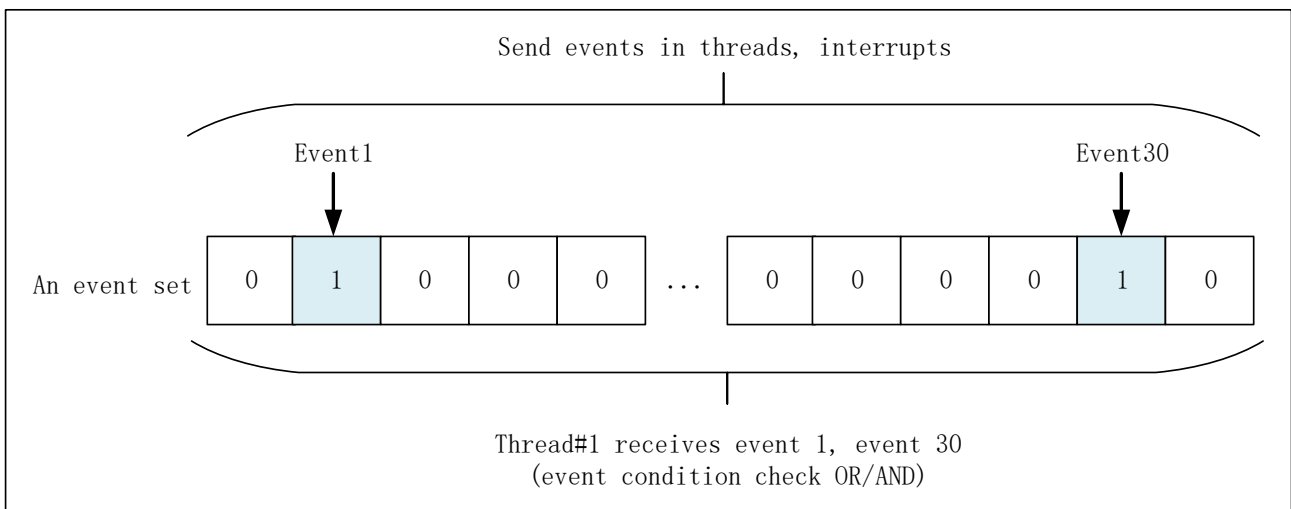 Send events in threads, interrupts
Event1 Event30
An event set 0 1 0 0 0 ... 0 0 0 0 1 0
Thread#1 receives event 1, event 30
(event condition check OR/AND)